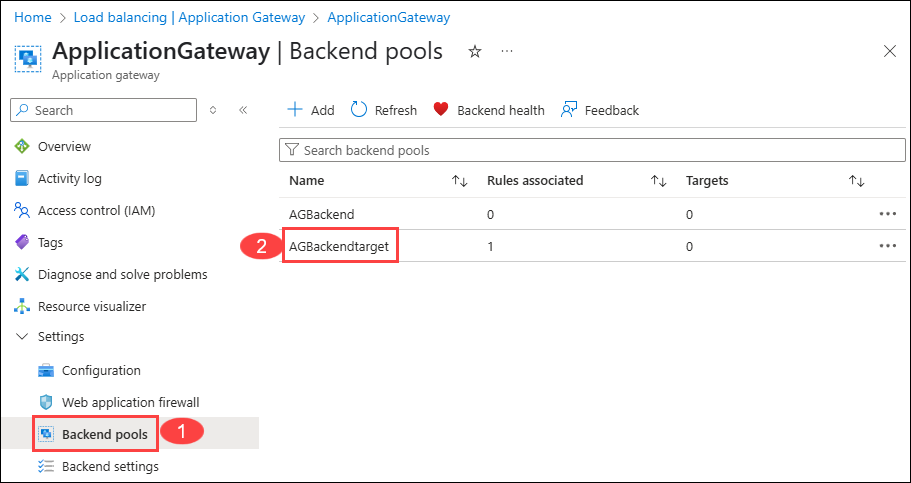 Home > Load balancing | Application Gateway > ApplicationGateway
ApplicationGateway | Backend pools
Application gateway
Search
Overview
Activity log
Access control (IAM)
Tags
Diagnose and solve problems
Resource visualizer
Settings
Configuration
Web application firewall
Backend pools 1
Backend settings
Add Refresh Backend health Feedback
Search backend pools
Name Rules associated Targets
AGBackend 0 0
2 AGBackendtarget 1 0